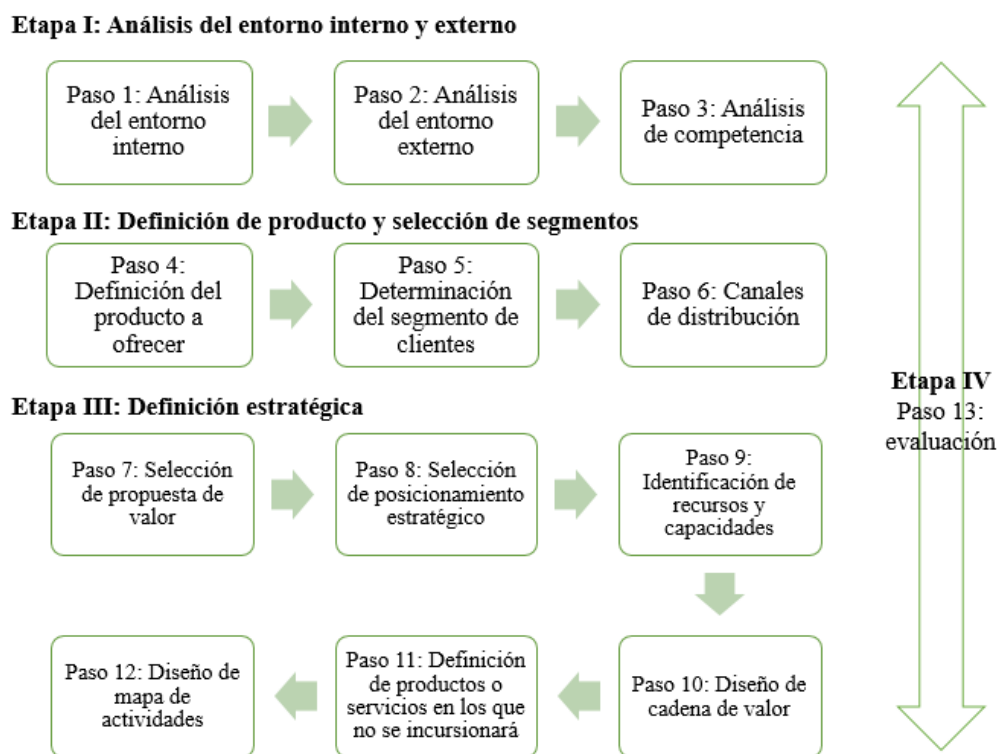 Etapa I: Análisis del entorno interno y externo
Paso 1: Análisis
del entorno
interno
Paso 2: Análisis
del entorno
externo
Paso 3: Análisis
de competencia
Etapa II: Definición de producto y selección de segmentos
Paso 4:
Definición del
producto a
ofrecer
Paso 5:
Determinación
del segmento de
clientes
Paso 6: Canales
de distribución
Etapa III: Definición estratégica
Paso 7: Selección
de propuesta de
valor
Paso 8: Selección
de posicionamiento
estratégico
Paso 9:
Identificación de
recursos y
capacidades
Paso 10: Diseño de
cadena de valor
Paso 11: Definición
de productos o
servicios en los que
no se incursionará
Paso 12: Diseño de
mapa de
actividades
Etapa IV
Paso 13:
evaluación